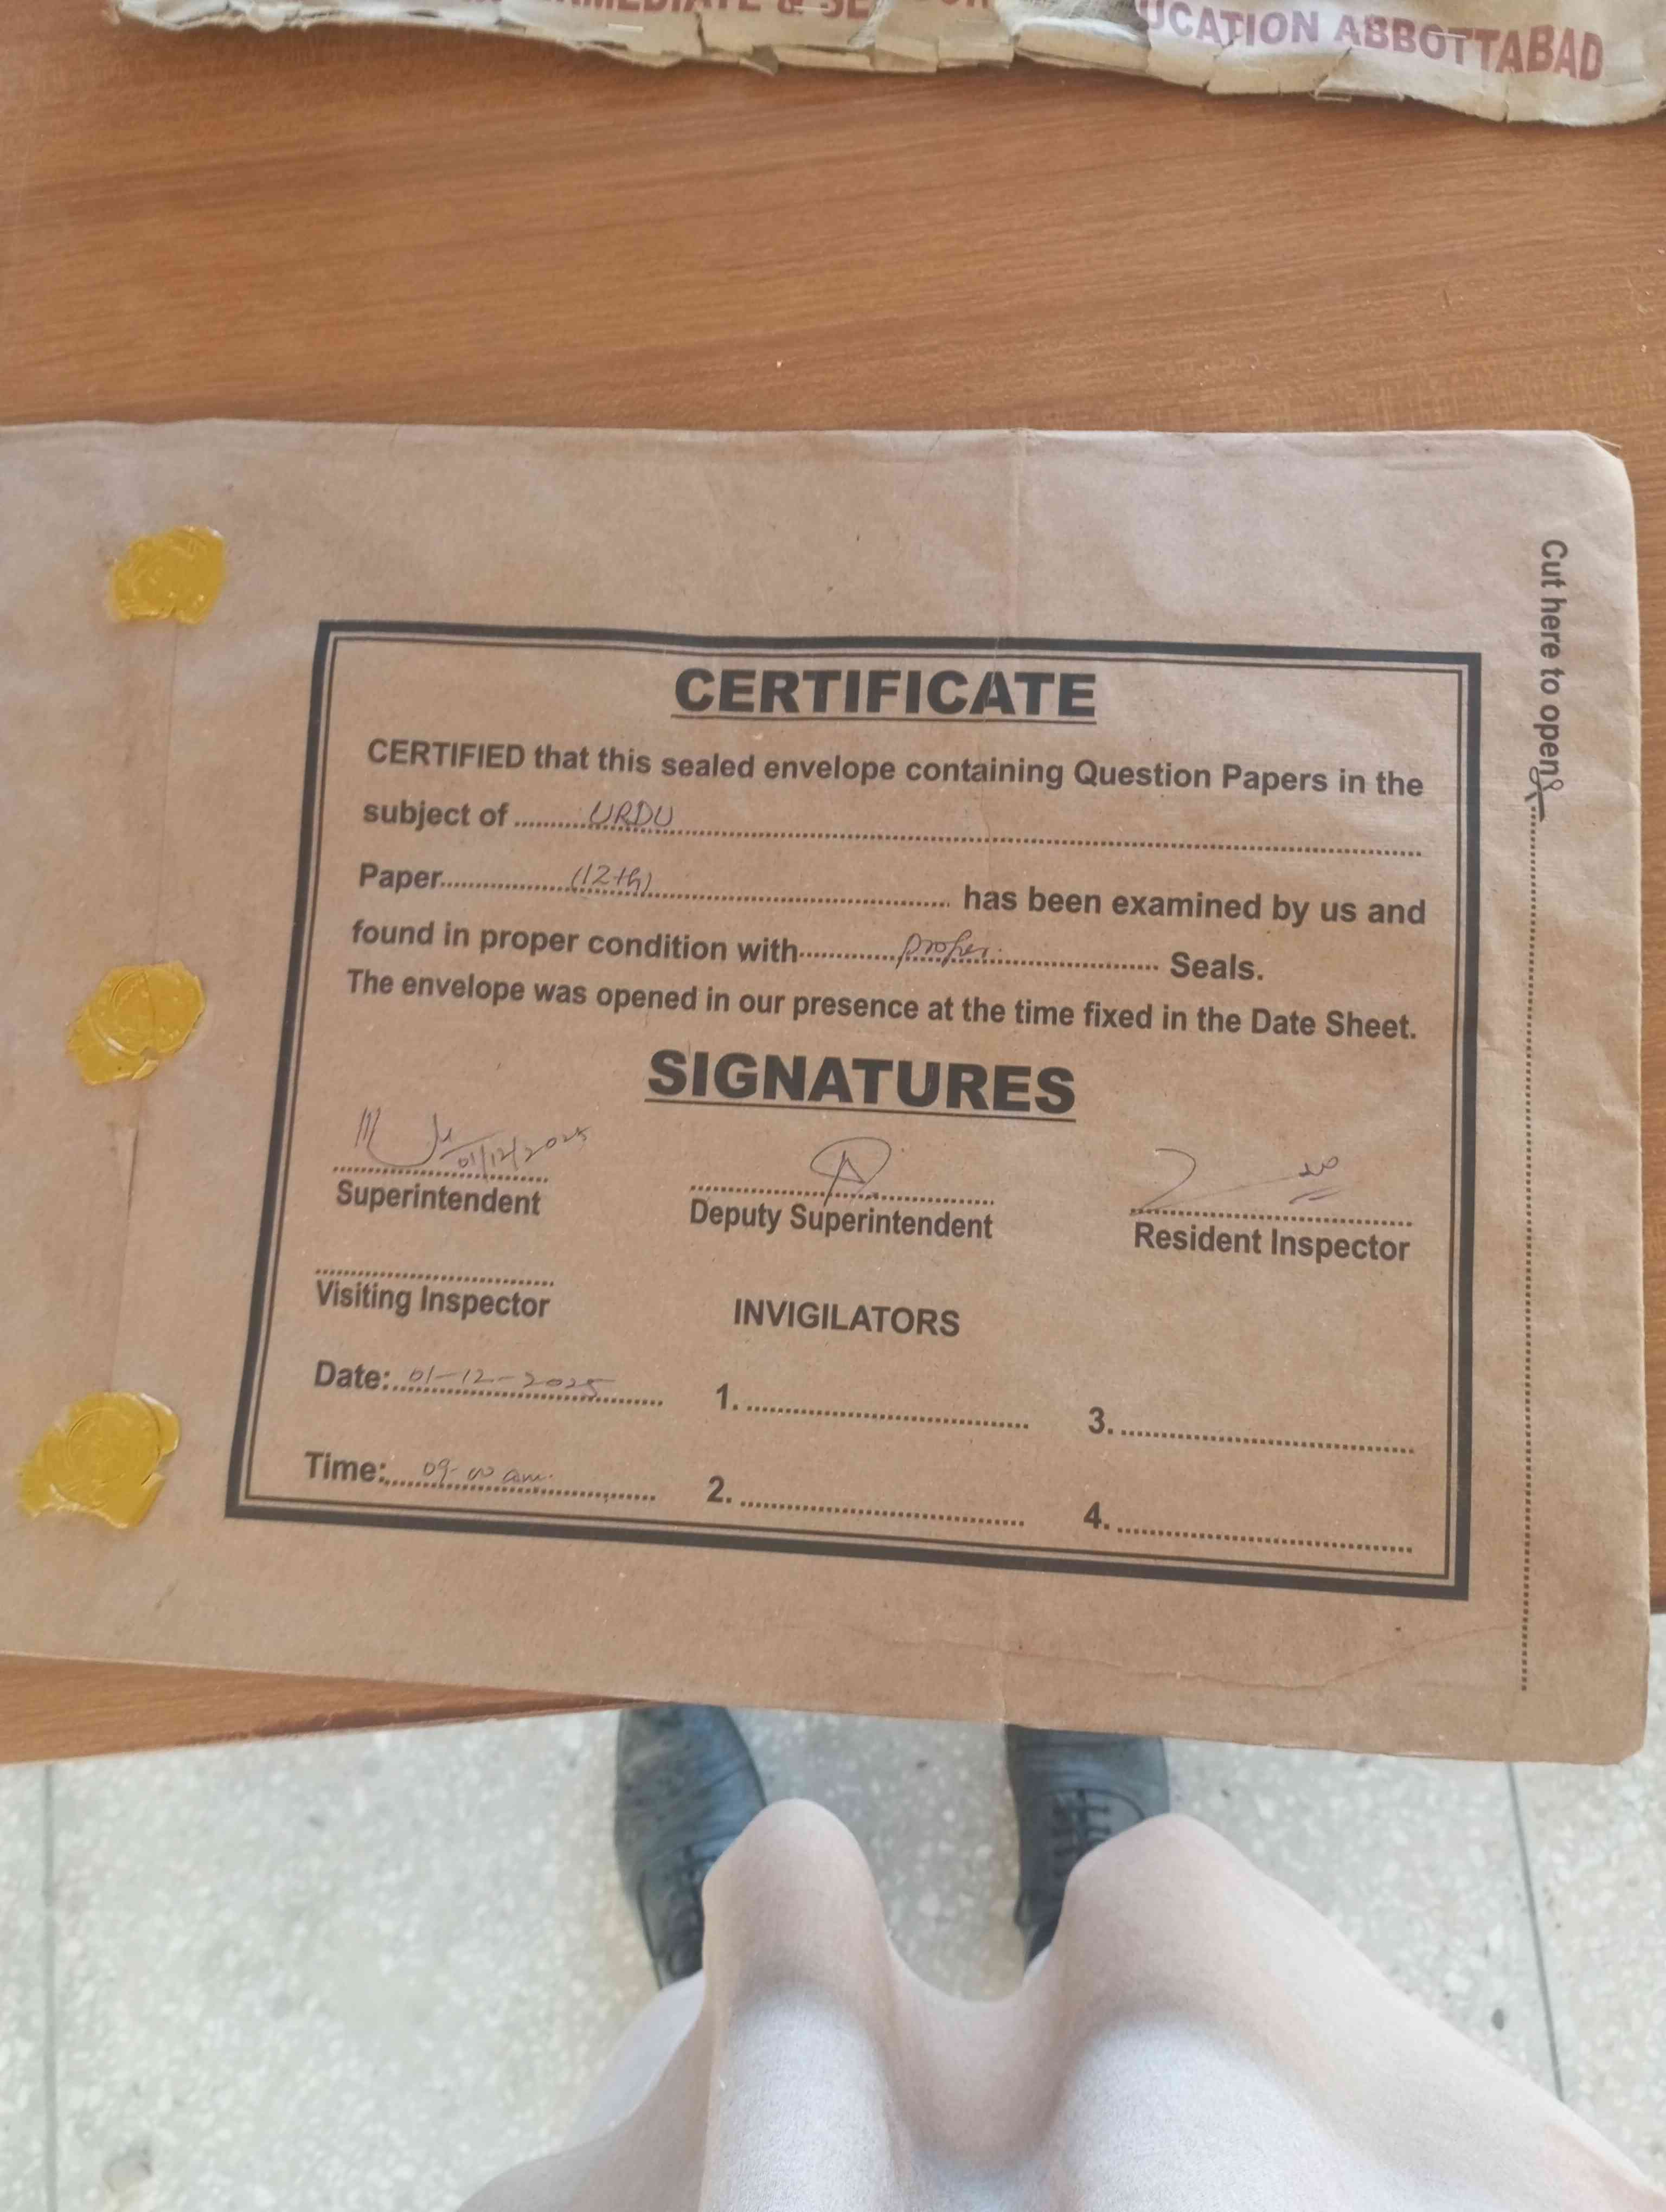 UCATION ABBOTTABAD
Cut here to open
CERTIFICATE
CERTIFIED that this sealed envelope containing Question Papers in the
subject of ........URDU........
Paper........(12th)........ has been examined by us and
found in proper condition with........proper........ Seals.
The envelope was opened in our presence at the time fixed in the Date Sheet.
SIGNATURES
01/12/2025
Superintendent
Deputy Superintendent
Resident Inspector
Visiting Inspector
INVIGILATORS
Date: 01-12-2025
1.
3.
Time: 09-00 am.
2.
4.